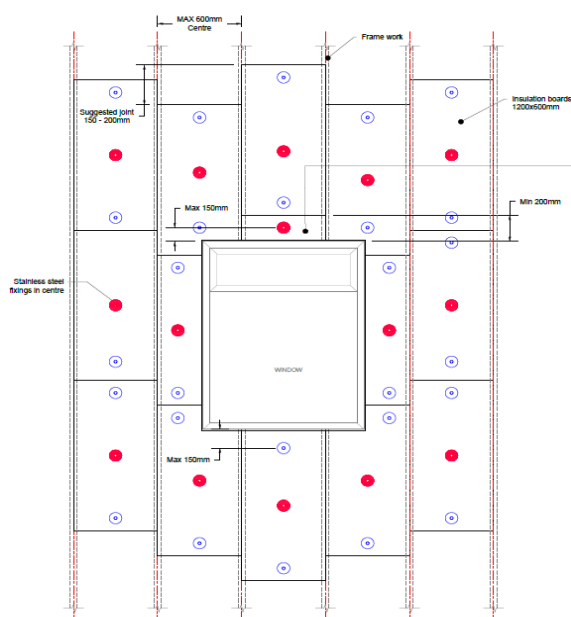 MAX 600mm
Centre
Frame work
Suggested joint
150 - 200mm
Insulation boards
1200x600mm
Max 150mm
Min 200mm
Stainless steel
fixings in centre
WINDOW
Max 150mm